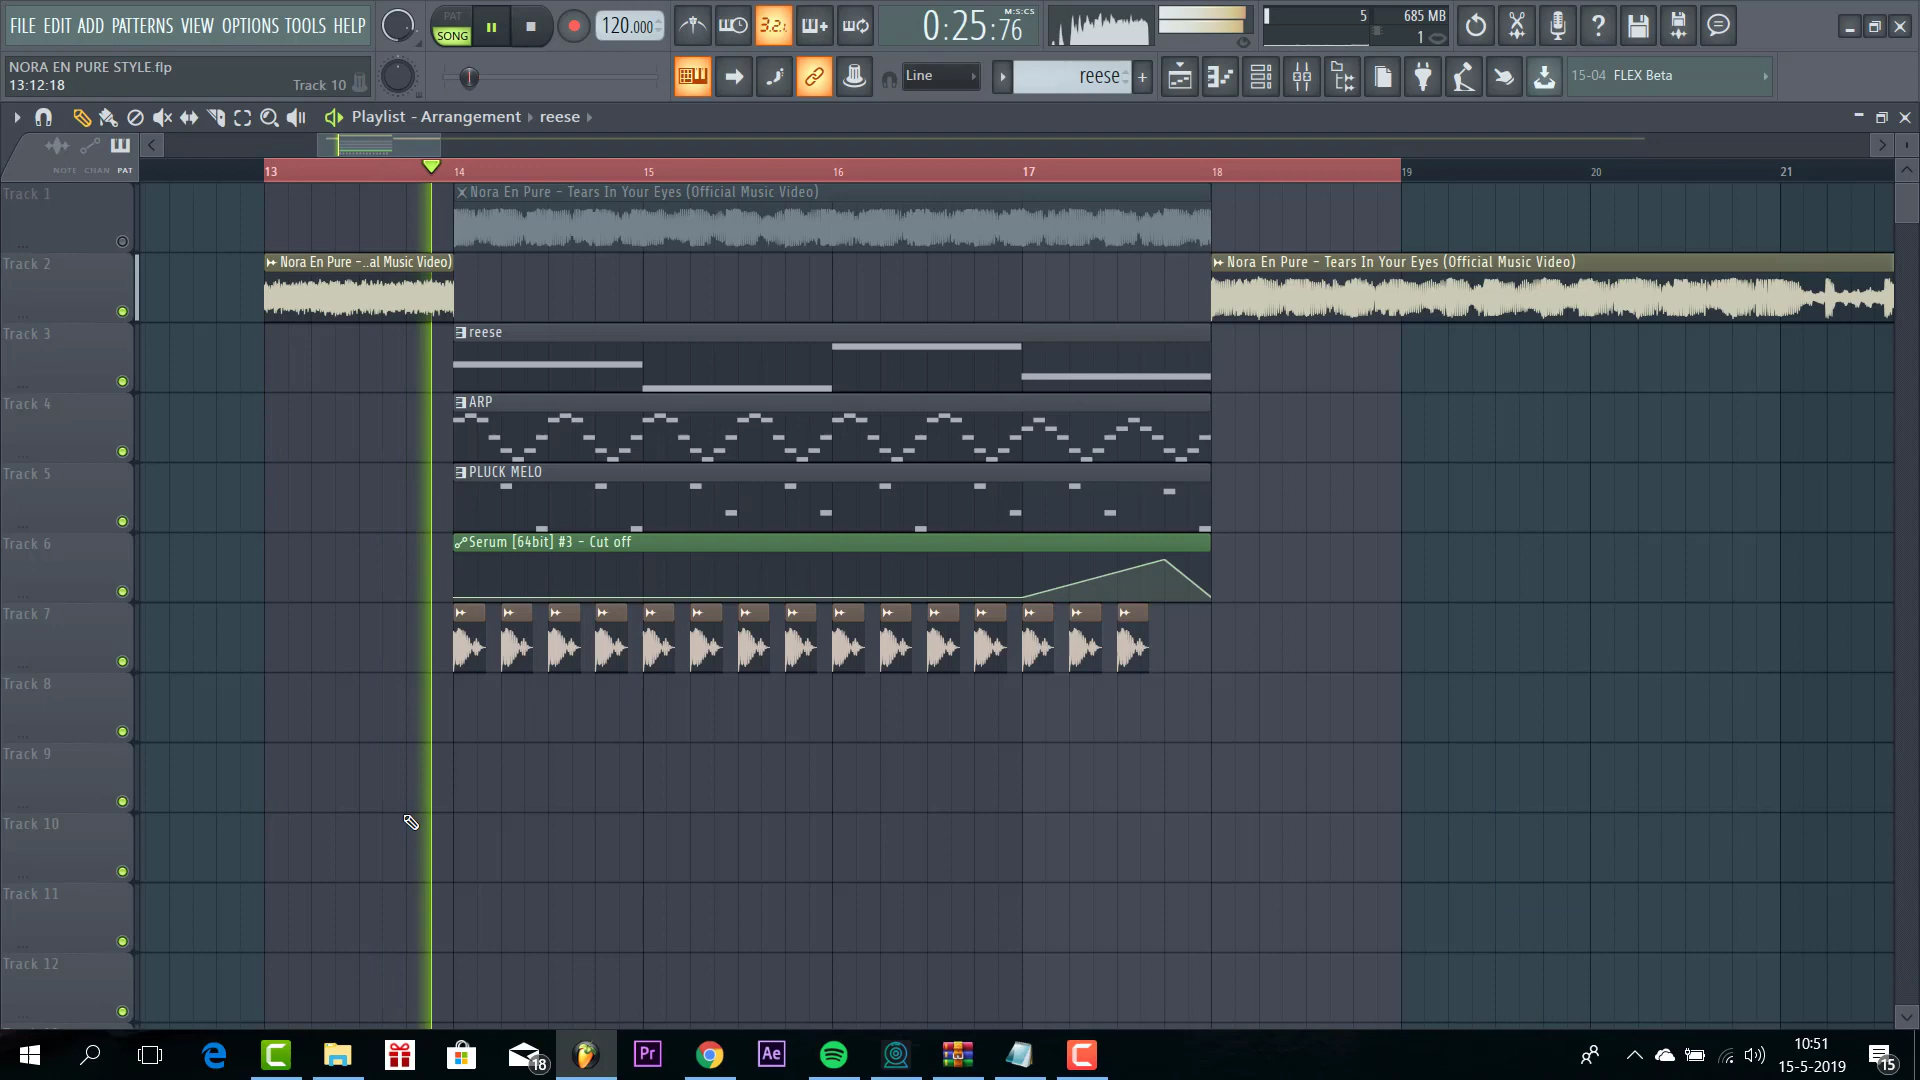 FILE EDIT ADD PATTERNS VIEW OPTIONS TOOLS HELP
PAT
SONG
120.000
3.2.
0:25:76
M:S:CS
5
685 MB
1
NORA EN PURE STYLE.flp
13:12:18
Track 10
Line
reese
15-04 FLEX Beta
Playlist - Arrangement › reese ›
NOTE CHAN PAT
13 14 15 16 17 18 19 20 21
Track 1
Nora En Pure - Tears In Your Eyes (Official Music Video)
Track 2
Nora En Pure -..al Music Video)
Nora En Pure - Tears In Your Eyes (Official Music Video)
Track 3
reese
Track 4
ARP
Track 5
PLUCK MELO
Track 6
Serum [64bit] #3 - Cut off
Track 7
Track 8
Track 9
Track 10
Track 11
Track 12
18
Pr
Ae
10:51
15-5-2019
15